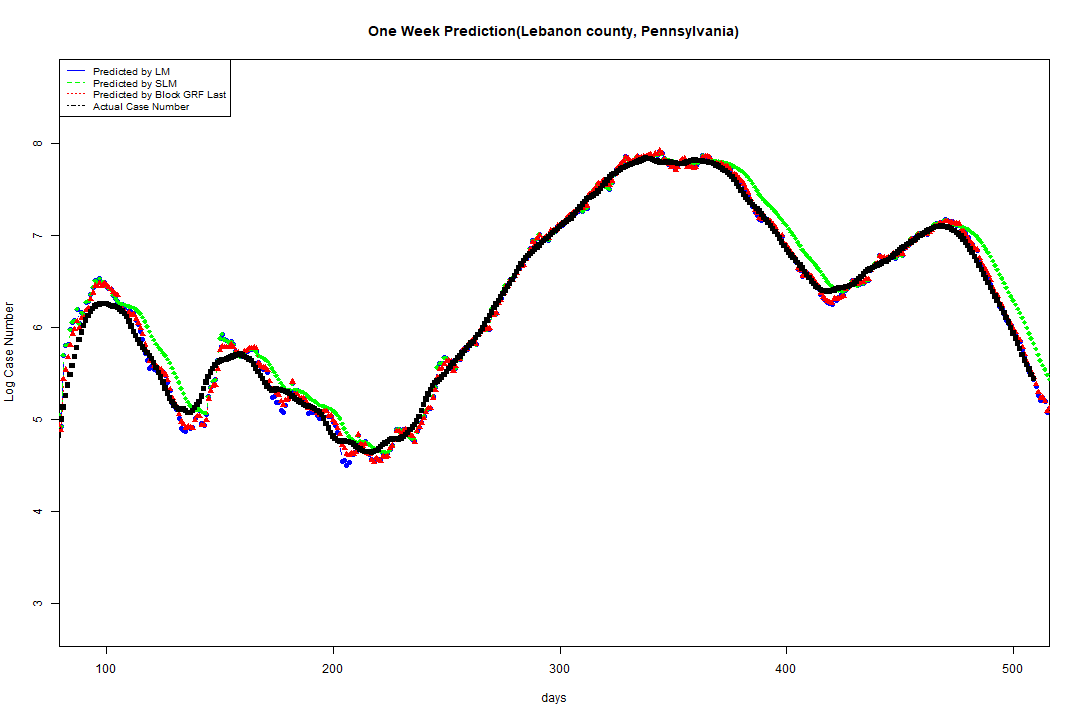 One Week Prediction(Lebanon county, Pennsylvania)
Predicted by LM
Predicted by SLM
Predicted by Block GRF Last
Actual Case Number
Log Case Number
8
7
6
5
4
3
100 200 300 400 500
days